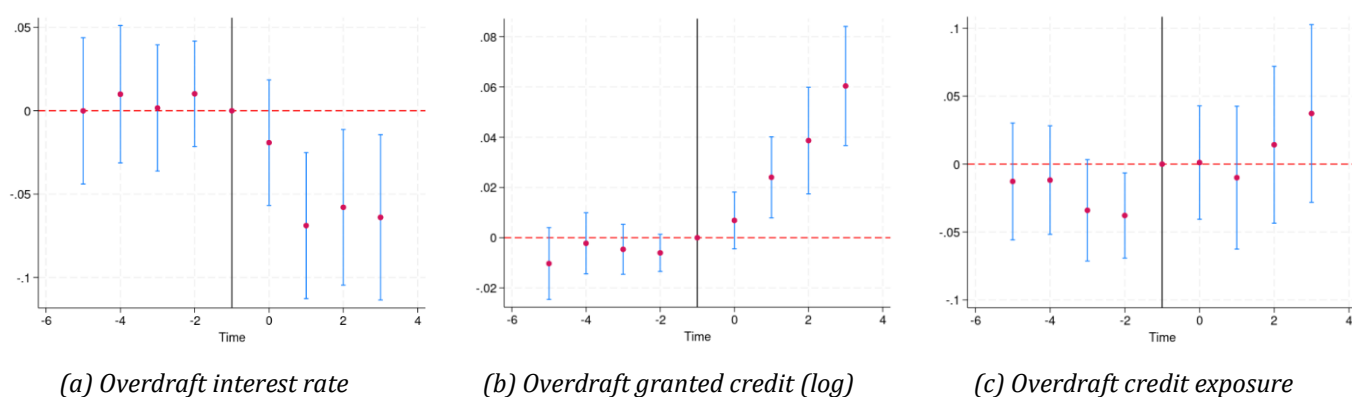 .05
0
-.05
-.1
-6 -4 -2 0 2 4
Time
(a) Overdraft interest rate
.08
.06
.04
.02
0
-.02
-6 -4 -2 0 2 4
Time
(b) Overdraft granted credit (log)
.1
.05
0
-.05
-.1
-6 -4 -2 0 2 4
Time
(c) Overdraft credit exposure